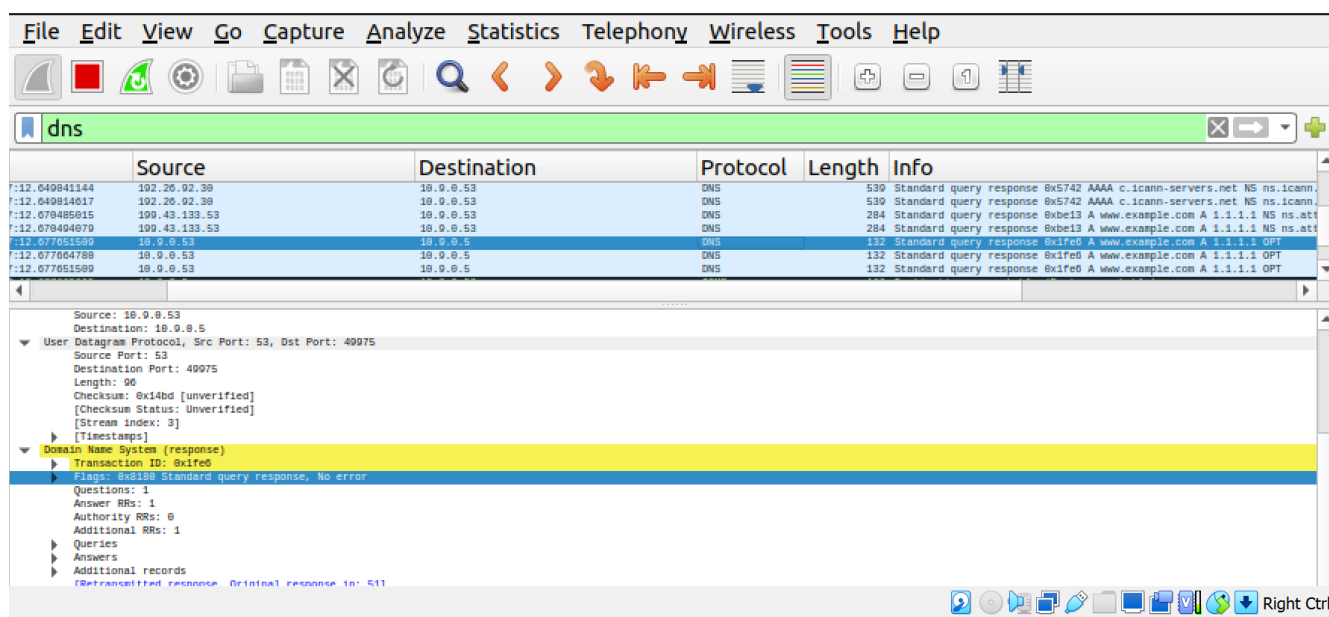 File Edit View Go Capture Analyze Statistics Telephony Wireless Tools Help
dns
Source Destination Protocol Length Info
7:12.649841144 192.26.92.30 10.9.0.53 DNS 539 Standard query response 0x5742 AAAA c.icann-servers.net NS ns.icann.
7:12.649814617 192.26.92.30 10.9.0.53 DNS 539 Standard query response 0x5742 AAAA c.icann-servers.net NS ns.icann.
7:12.670485015 199.43.133.53 10.9.0.53 DNS 284 Standard query response 0xbe13 A www.example.com A 1.1.1.1 NS ns.att
7:12.670494079 199.43.133.53 10.9.0.53 DNS 284 Standard query response 0xbe13 A www.example.com A 1.1.1.1 NS ns.att
7:12.677651509 10.9.0.53 10.9.0.5 DNS 132 Standard query response 0x1fe6 A www.example.com A 1.1.1.1 OPT
7:12.677664780 10.9.0.53 10.9.0.5 DNS 132 Standard query response 0x1fe6 A www.example.com A 1.1.1.1 OPT
7:12.677651509 10.9.0.53 10.9.0.5 DNS 132 Standard query response 0x1fe6 A www.example.com A 1.1.1.1 OPT
Source: 10.9.0.53
Destination: 10.9.0.5
User Datagram Protocol, Src Port: 53, Dst Port: 49975
Source Port: 53
Destination Port: 49975
Length: 96
Checksum: 0x14bd [unverified]
[Checksum Status: Unverified]
[Stream index: 3]
[Timestamps]
Domain Name System (response)
Transaction ID: 0x1fe6
Flags: 0x8180 Standard query response, No error
Questions: 1
Answer RRs: 1
Authority RRs: 0
Additional RRs: 1
Queries
Answers
Additional records
[Retransmitted response. Original response in: 51]
Right Ctrl